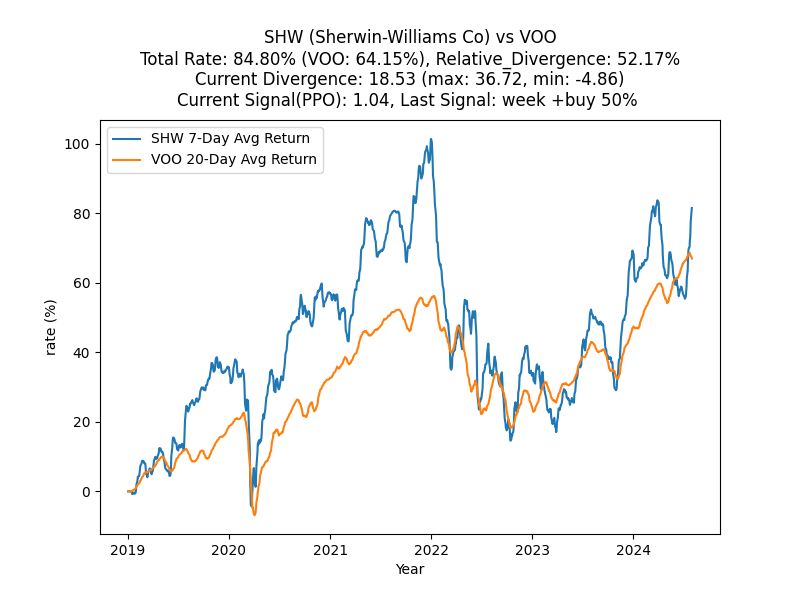 SHW (Sherwin-Williams Co) vs VOO
Total Rate: 84.80% (VOO: 64.15%), Relative_Divergence: 52.17%
Current Divergence: 18.53 (max: 36.72, min: -4.86)
Current Signal(PPO): 1.04, Last Signal: week +buy 50%
SHW 7-Day Avg Return
VOO 20-Day Avg Return
100
80
60
40
20
0
rate (%)
2019 2020 2021 2022 2023 2024
Year